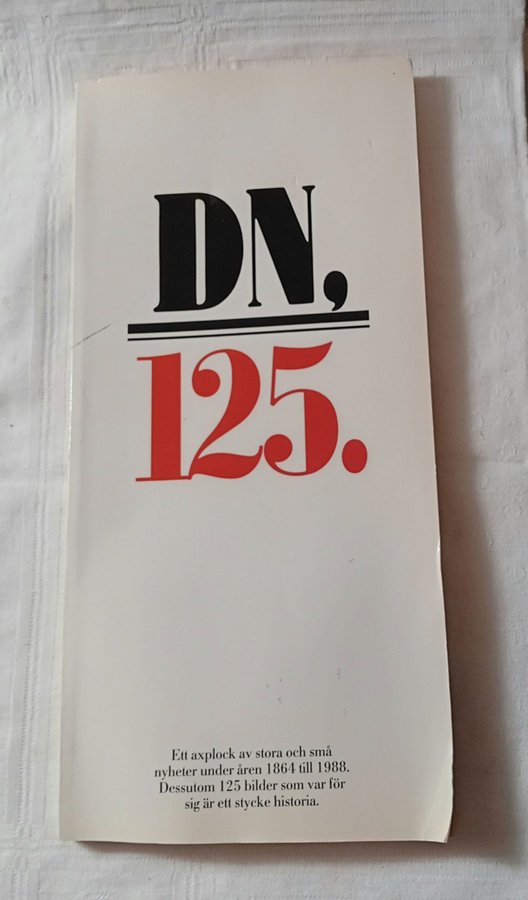 DN,
125.
Ett axplock av stora och små
nyheter under åren 1864 till 1988.
Dessutom 125 bilder som var för
sig är ett stycke historia.